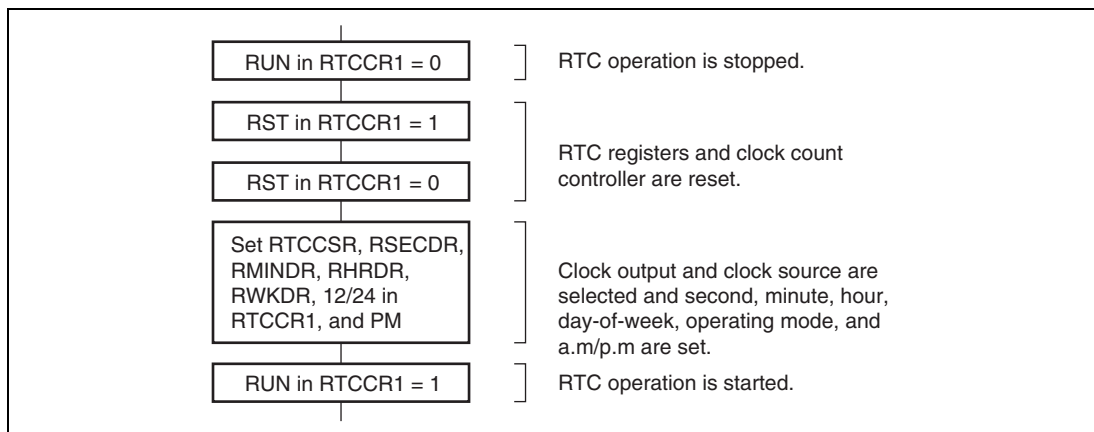 RUN in RTCCR1 = 0
RTC operation is stopped.
RST in RTCCR1 = 1
RST in RTCCR1 = 0
RTC registers and clock count
controller are reset.
Set RTCCSR, RSECDR,
RMINDR, RHRDR,
RWKDR, 12/24 in
RTCCR1, and PM
Clock output and clock source are
selected and second, minute, hour,
day-of-week, operating mode, and
a.m/p.m are set.
RUN in RTCCR1 = 1
RTC operation is started.